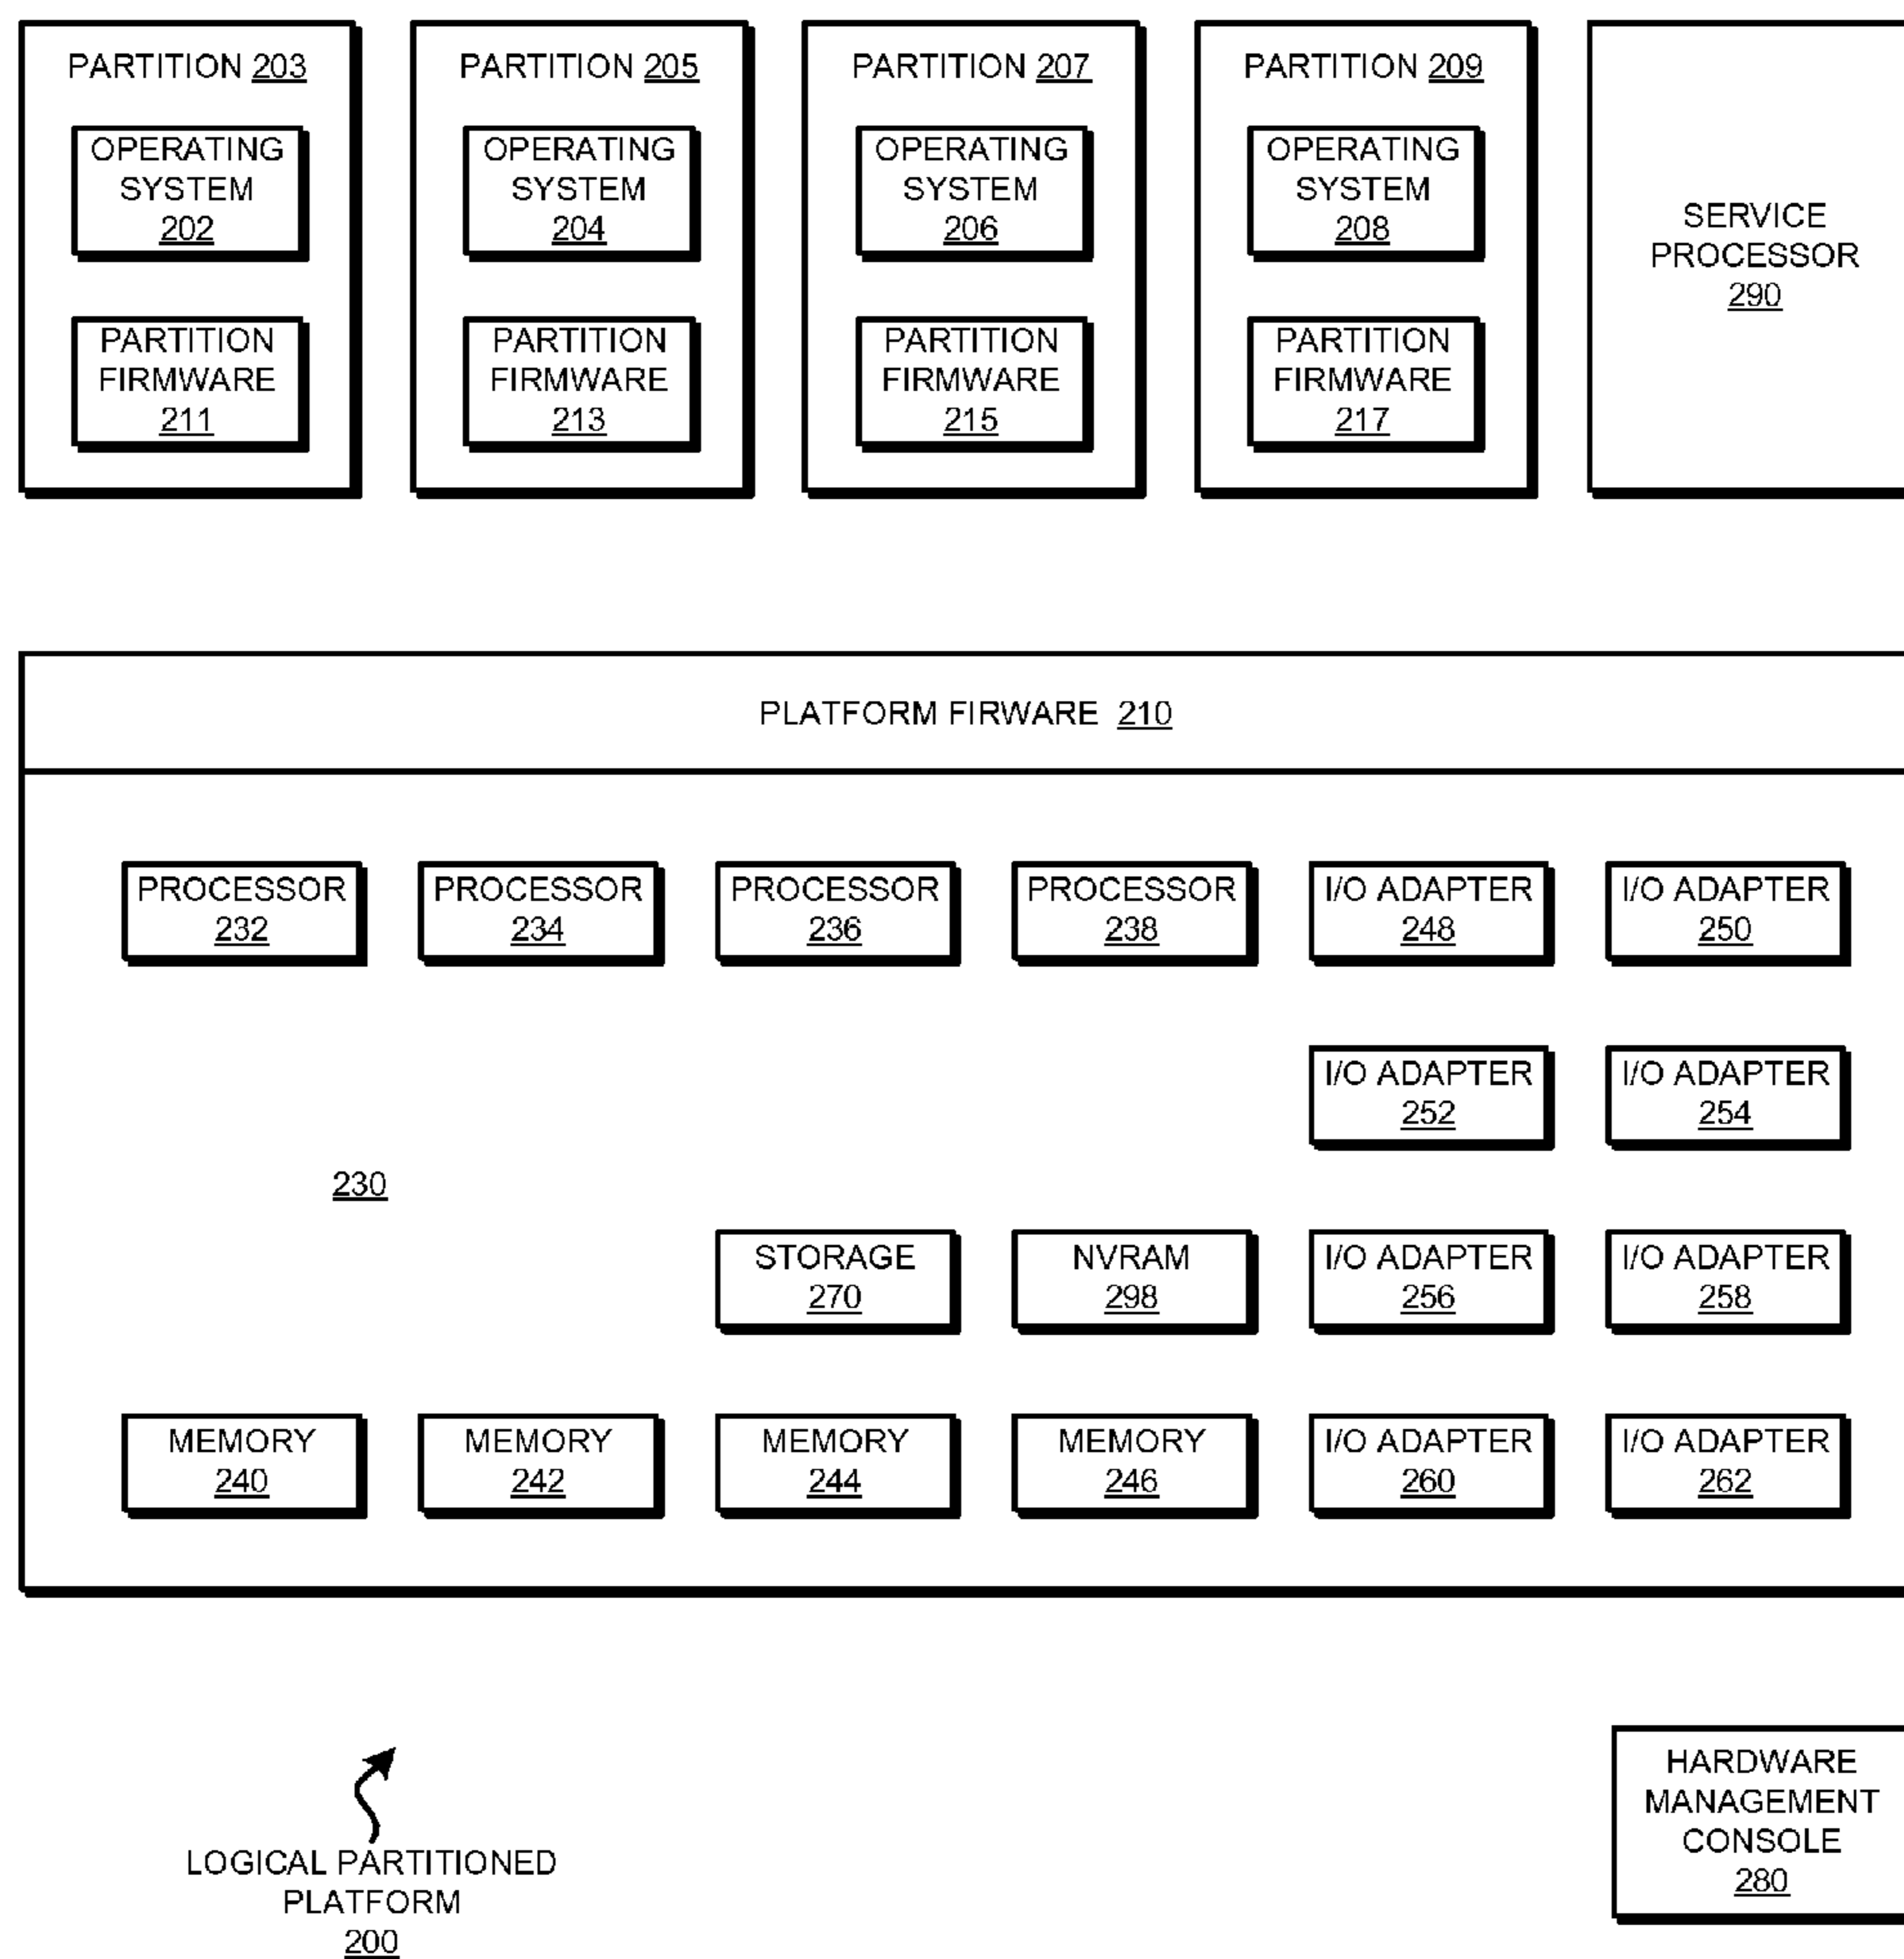 PARTITION 203
OPERATING
SYSTEM
202
PARTITION
FIRMWARE
211
PARTITION 205
OPERATING
SYSTEM
204
PARTITION
FIRMWARE
213
PARTITION 207
OPERATING
SYSTEM
206
PARTITION
FIRMWARE
215
PARTITION 209
OPERATING
SYSTEM
208
PARTITION
FIRMWARE
217
SERVICE
PROCESSOR
290
PLATFORM FIRWARE 210
PROCESSOR
232
PROCESSOR
234
PROCESSOR
236
PROCESSOR
238
I/O ADAPTER
248
I/O ADAPTER
250
I/O ADAPTER
252
I/O ADAPTER
254
230
STORAGE
270
NVRAM
298
I/O ADAPTER
256
I/O ADAPTER
258
MEMORY
240
MEMORY
242
MEMORY
244
MEMORY
246
I/O ADAPTER
260
I/O ADAPTER
262
LOGICAL PARTITIONED
PLATFORM
200
HARDWARE
MANAGEMENT
CONSOLE
280